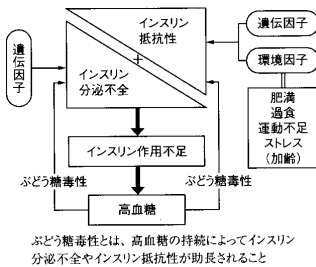 遺伝因子
インスリン
抵抗性
+
インスリン
分泌不全
遺伝因子
環境因子
肥満
過食
運動不足
ストレス
(加齢)
インスリン作用不足
ぶどう糖毒性
ぶどう糖毒性
高血糖
ぶどう糖毒性とは、高血糖の持続によってインスリン
分泌不全やインスリン抵抗性が助長されること